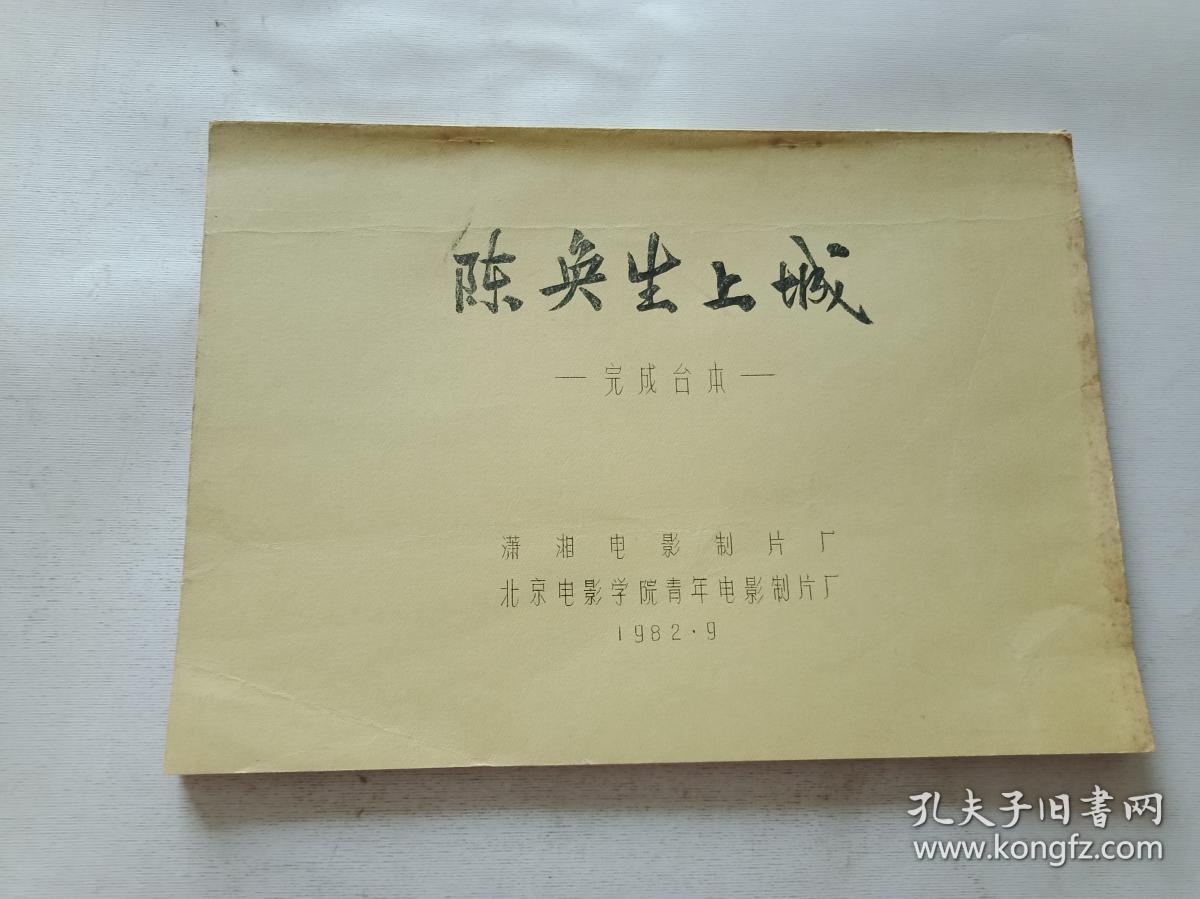 陈奂生上城
—完成台本—
潇湘电影制片厂
北京电影学院青年电影制片厂
1982·9
孔夫子旧书网
www.kongfz.com